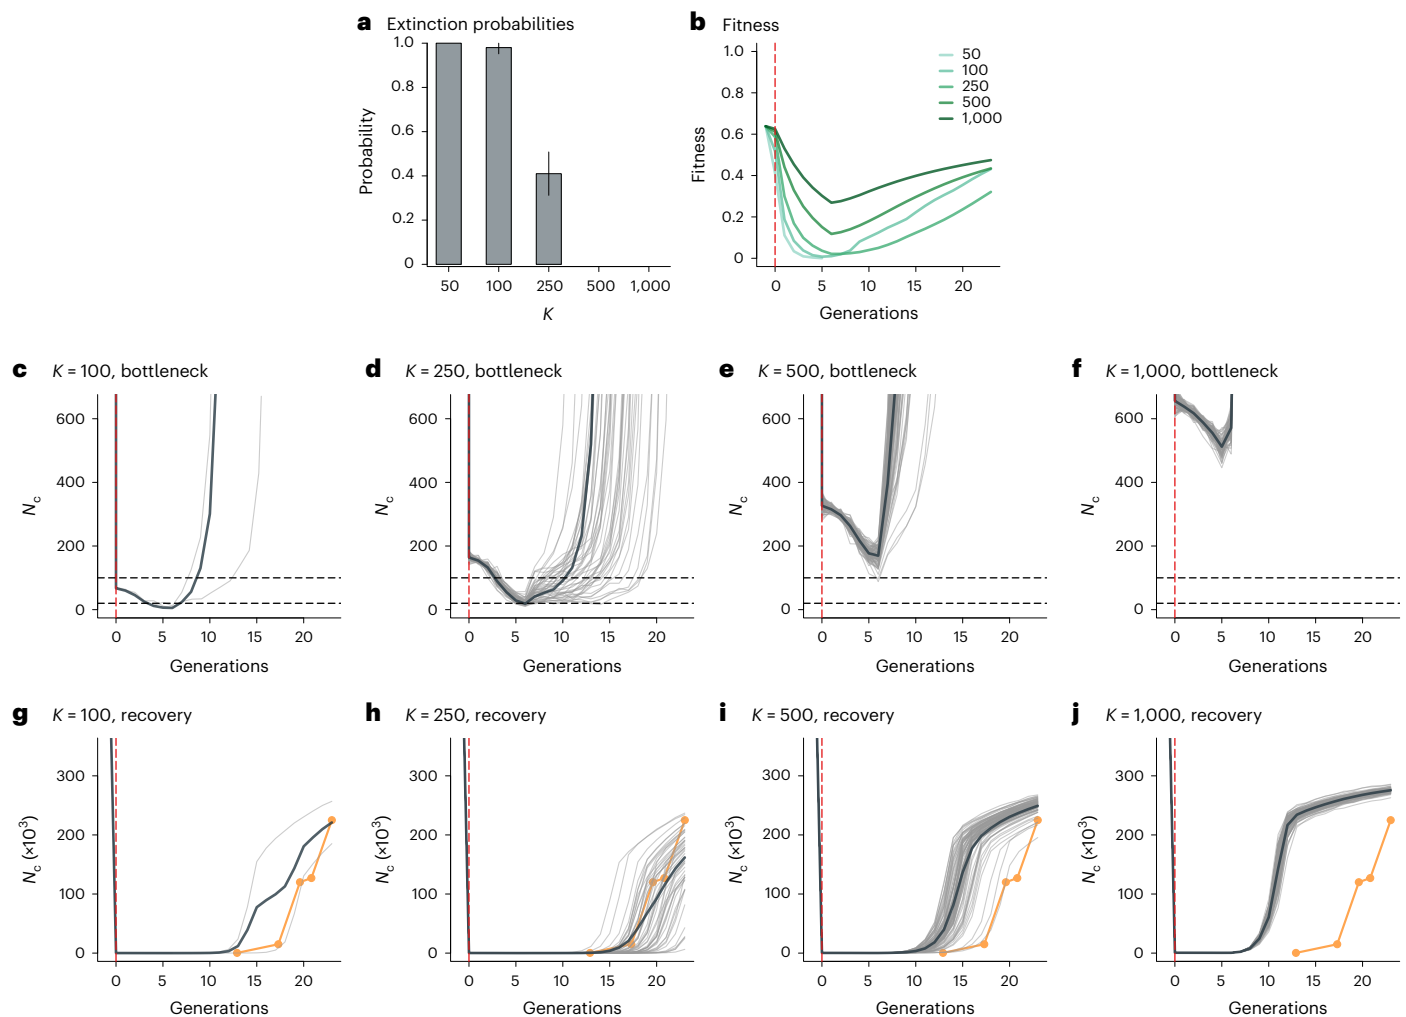 a Extinction probabilities
Probability
1.0
0.8
0.6
0.4
0.2
0
50 100 250 500 1,000
K
b Fitness
Fitness
1.0
0.8
0.6
0.4
0.2
0
50
100
250
500
1,000
0 5 10 15 20
Generations
c K = 100, bottleneck
Nc
600
400
200
0
0 5 10 15 20
Generations
d K = 250, bottleneck
Nc
600
400
200
0
0 5 10 15 20
Generations
e K = 500, bottleneck
Nc
600
400
200
0
0 5 10 15 20
Generations
f K = 1,000, bottleneck
Nc
600
400
200
0
0 5 10 15 20
Generations
g K = 100, recovery
Nc (×10³)
300
200
100
0
0 5 10 15 20
Generations
h K = 250, recovery
Nc (×10³)
300
200
100
0
0 5 10 15 20
Generations
i K = 500, recovery
Nc (×10³)
300
200
100
0
0 5 10 15 20
Generations
j K = 1,000, recovery
Nc (×10³)
300
200
100
0
0 5 10 15 20
Generations